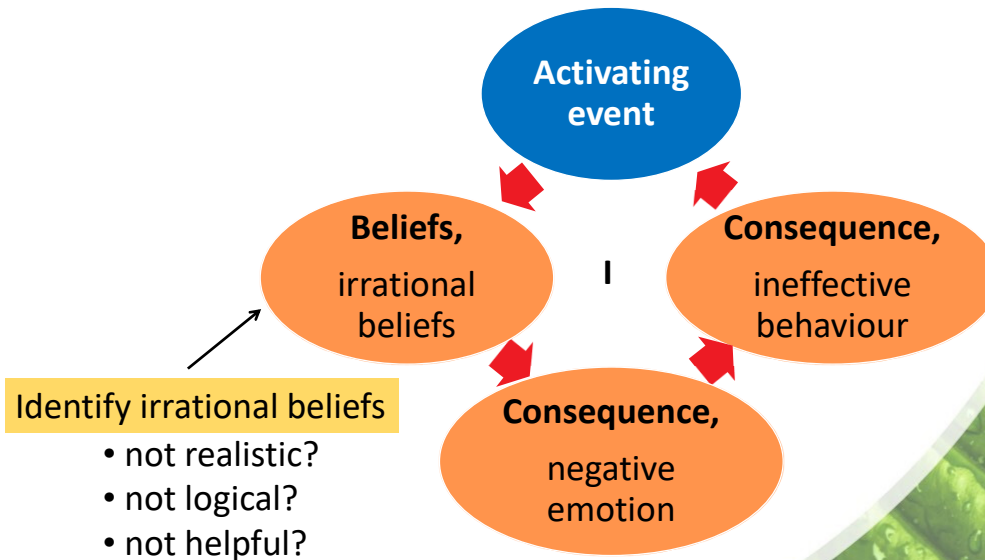 Activating
event
Beliefs,
irrational
beliefs
I
Consequence,
ineffective
behaviour
Identify irrational beliefs
• not realistic?
• not logical?
• not helpful?
Consequence,
negative
emotion